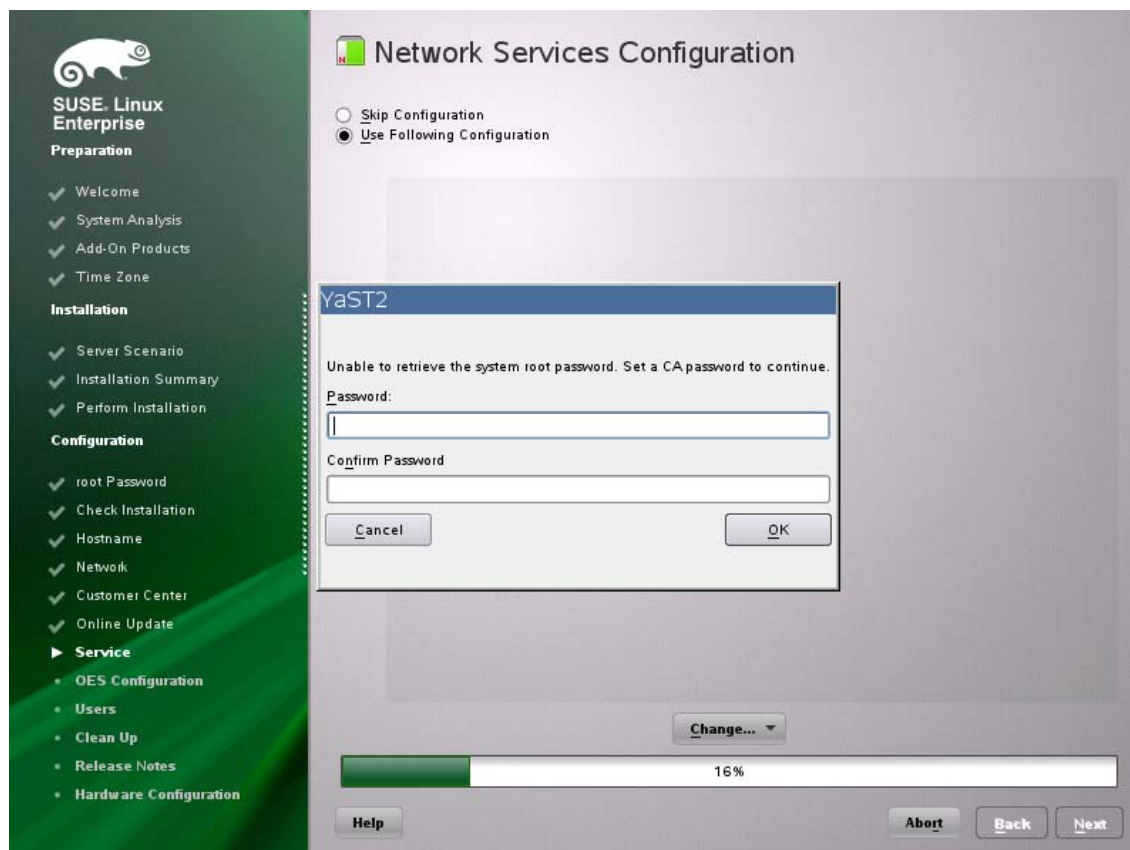 SUSE. Linux
Enterprise
Preparation
Welcome
System Analysis
Add-On Products
Time Zone
Installation
Server Scenario
Installation Summary
Perform Installation
Configuration
root Password
Check Installation
Hostname
Network
Customer Center
Online Update
Service
OES Configuration
Users
Clean Up
Release Notes
Hardware Configuration
N
Network Services Configuration
Skip Configuration
Use Following Configuration
YaST2
Unable to retrieve the system root password. Set a CA password to continue.
Password:
Confirm Password
Cancel
OK
Change...
16%
Help
Abort
Back
Next